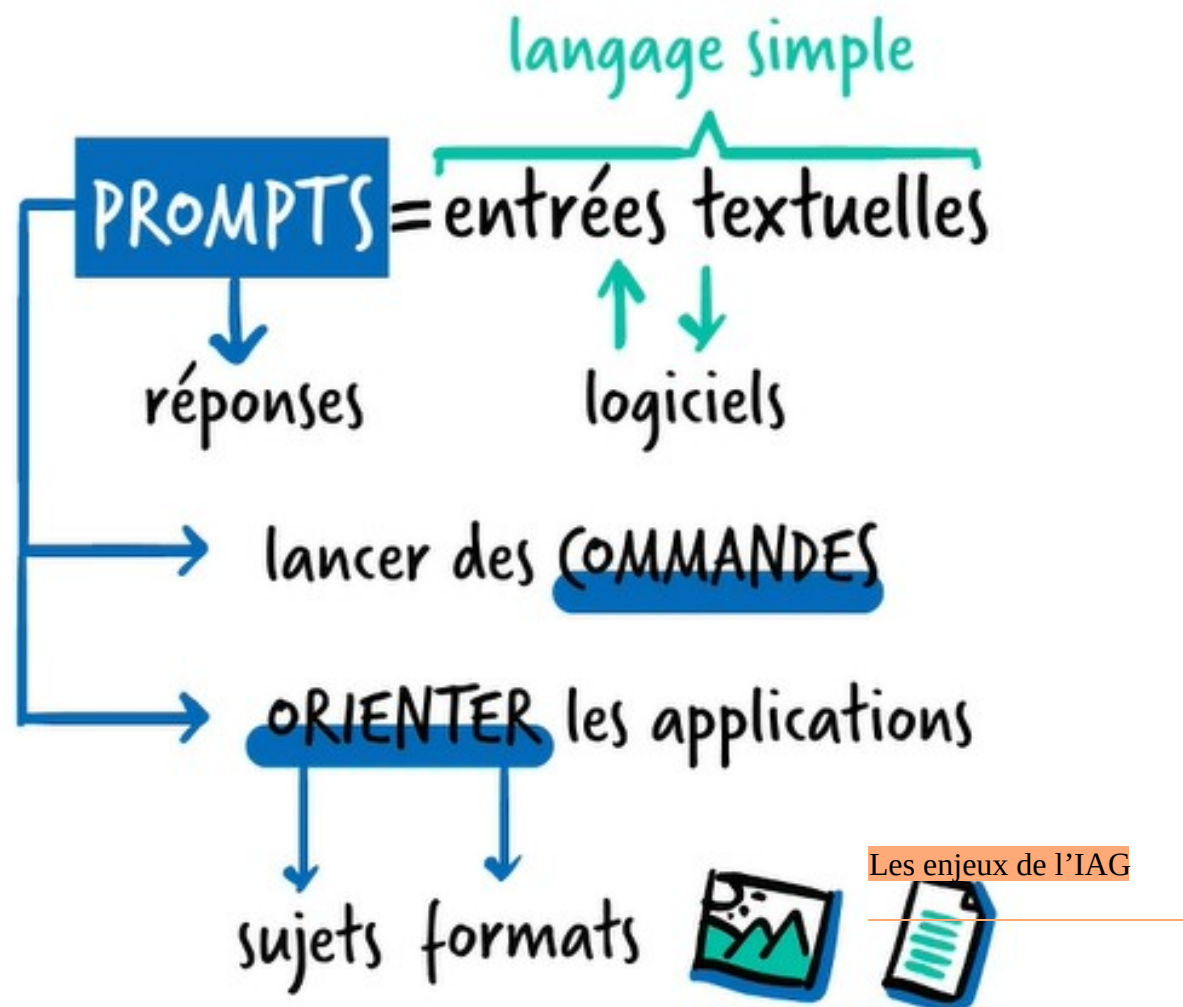 langage simple
PROMPTS = entrées textuelles
réponses
logiciels
lancer des COMMANDES
ORIENTER les applications
Les enjeux de l’IAG
sujets formats